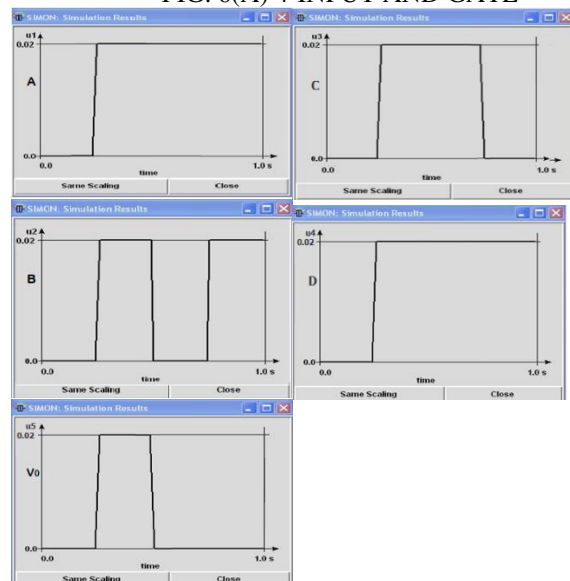 FIG. 6(A) 4 INPUT AND GATE
SIMON: Simulation Results
u1
0.02
A
0.0
0.0
1.0 s
time
Same Scaling
Close
u3
0.02
C
0.0
0.0
1.0 s
time
Same Scaling
Close
SIMON: Simulation Results
u2
0.02
B
0.0
0.0
1.0 s
time
Same Scaling
Close
SIMON: Simulation Results
u4
0.02
D
0.0
0.0
1.0 s
time
Same Scaling
Close
SIMON: Simulation Results
u5
0.02
V0
0.0
0.0
1.0 s
time
Same Scaling
Close